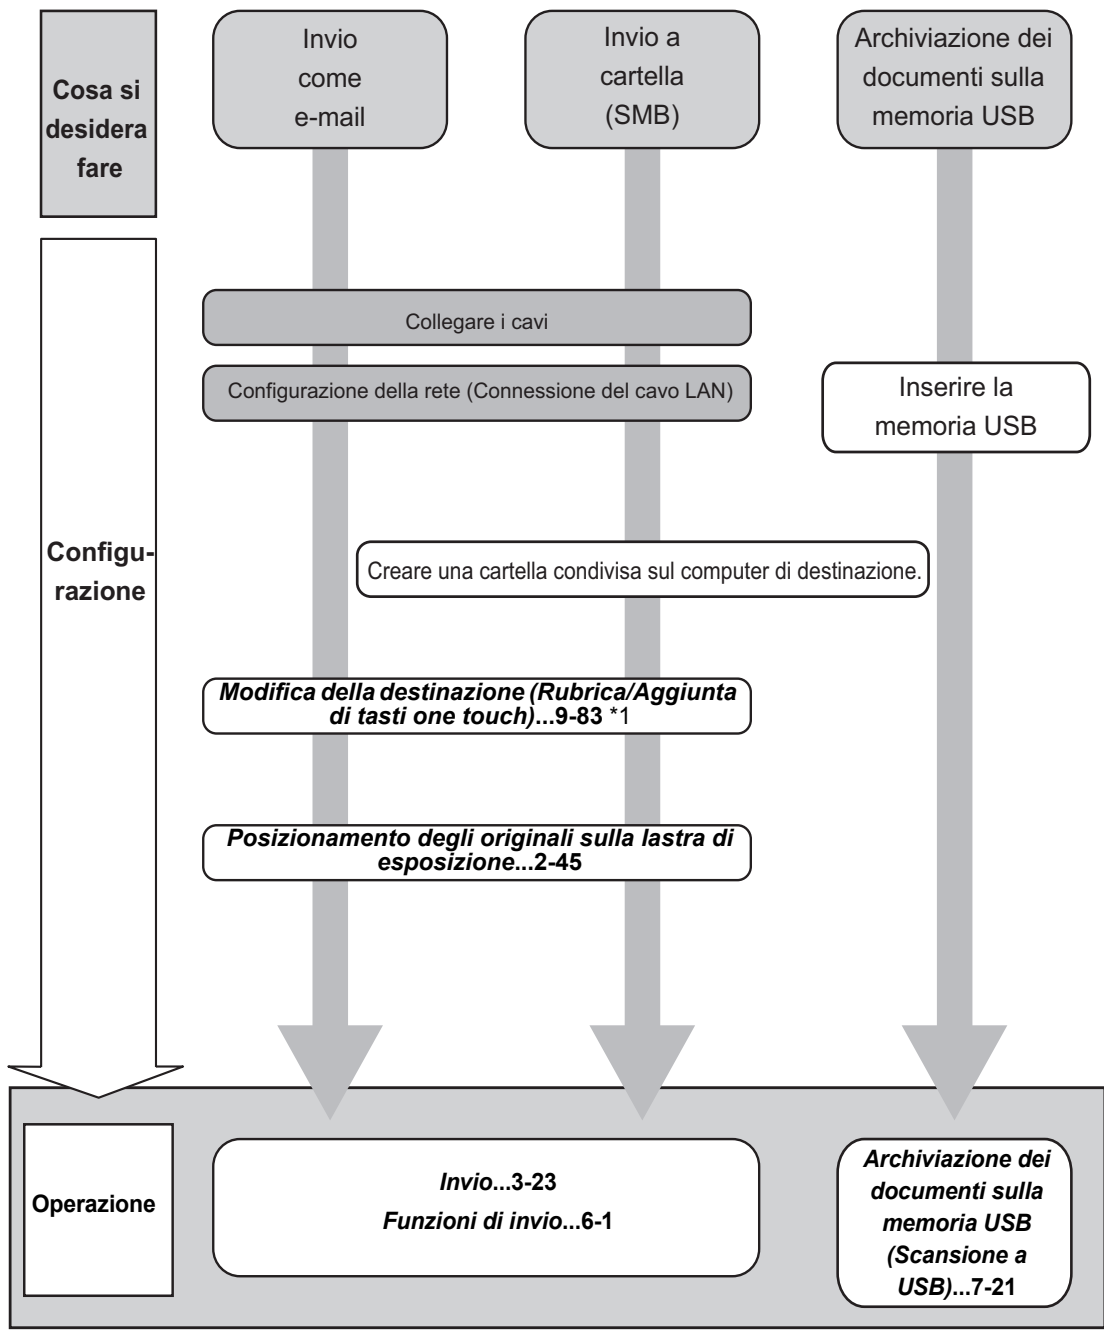 Cosa si
desidera
fare
Invio
come
e-mail
Invio a
cartella
(SMB)
Archiviazione dei
documenti sulla
memoria USB
Collegare i cavi
Configurazione della rete (Connessione del cavo LAN)
Inserire la
memoria USB
Configu-
razione
Creare una cartella condivisa sul computer di destinazione.
Modifica della destinazione (Rubrica/Aggiunta
di tasti one touch)...9-83 *1
Posizionamento degli originali sulla lastra di
esposizione...2-45
Operazione
Invio...3-23
Funzioni di invio...6-1
Archiviazione dei
documenti sulla
memoria USB
(Scansione a
USB)...7-21